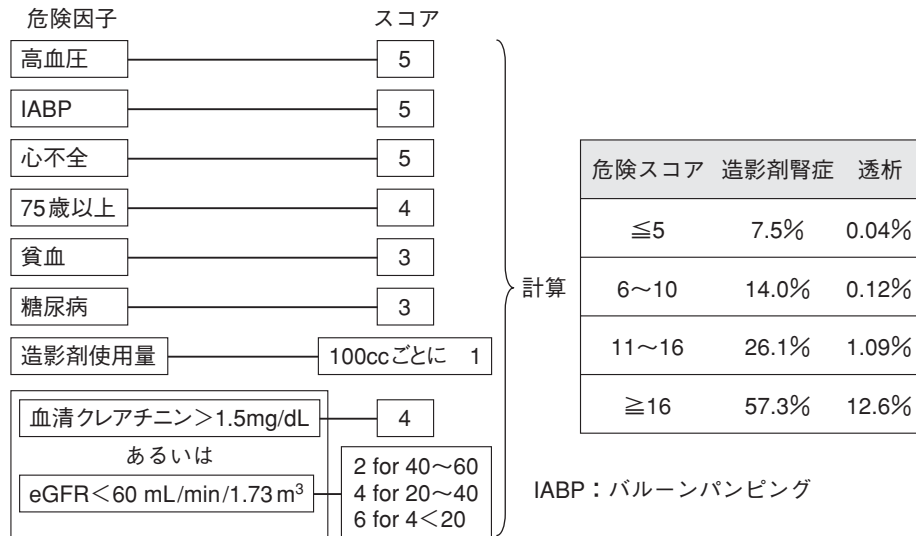 危険因子 スコア
高血圧 5
IABP 5
心不全 5
75歳以上 4
貧血 3
糖尿病 3
造影剤使用量 100ccごとに 1
血清クレアチニン＞1.5mg/dL 4
あるいは
eGFR＜60 mL/min/1.73 m³
2 for 40〜60
4 for 20〜40
6 for 4＜20
計算
危険スコア 造影剤腎症 透析
≦5 7.5% 0.04%
6〜10 14.0% 0.12%
11〜16 26.1% 1.09%
≧16 57.3% 12.6%
IABP：バルーンパンピング